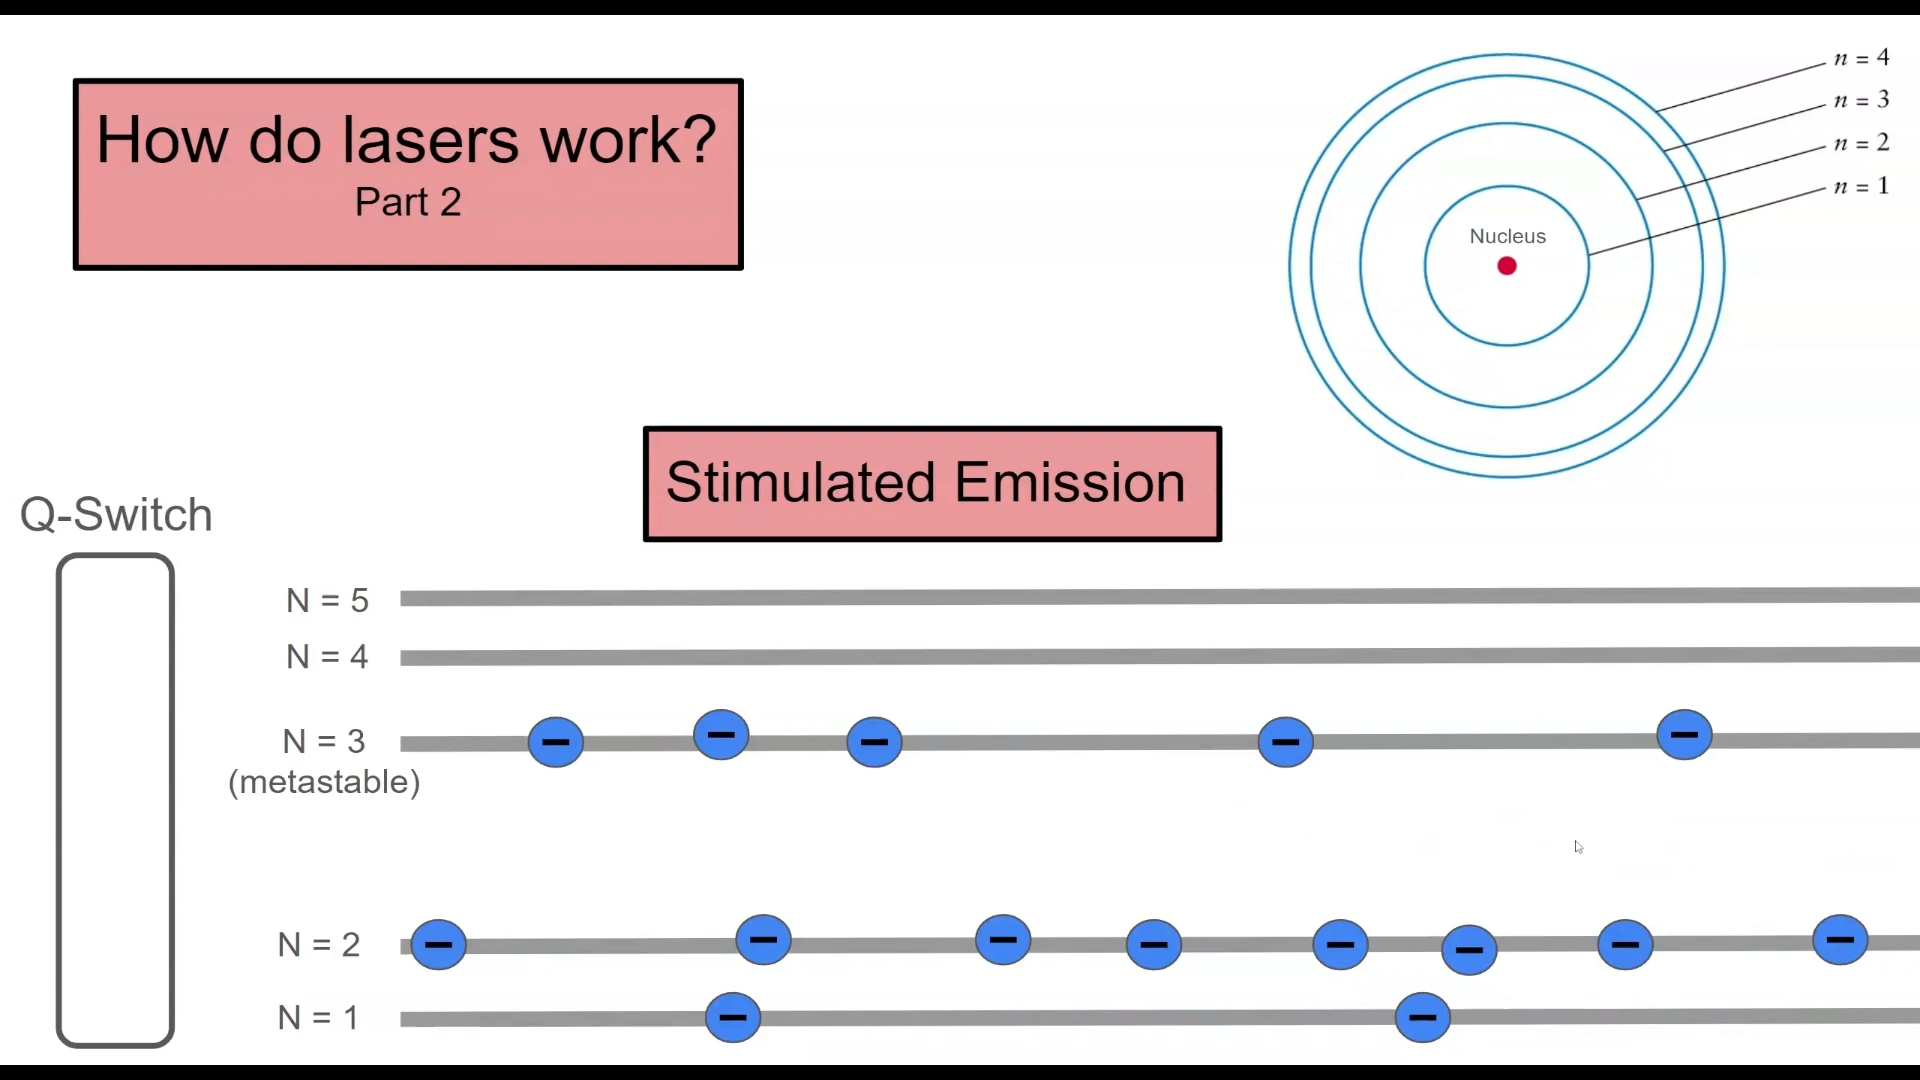 How do lasers work?
Part 2
n = 4
n = 3
n = 2
n = 1
Nucleus
Stimulated Emission
Q-Switch
N = 5
N = 4
N = 3
(metastable)
N = 2
N = 1